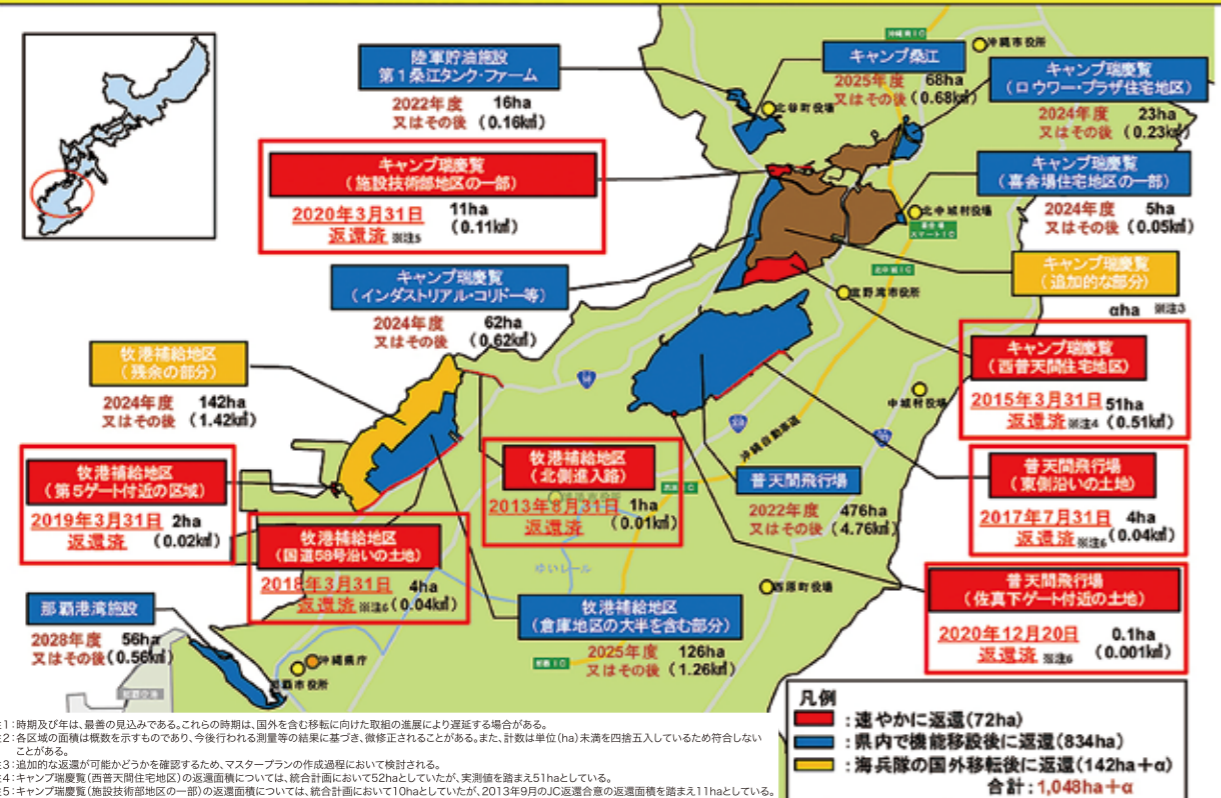 沖縄南IC
沖縄市役所
陸軍貯油施設
第1桑江タンク・ファーム
2022年度 16ha
又はその後 (0.16k㎡)
キャンプ桑江
2025年度 68ha
又はその後 (0.68k㎡)
北谷町役場
キャンプ瑞慶覧
(ロウワー・プラザ住宅地区)
2024年度 23ha
又はその後 (0.23k㎡)
キャンプ瑞慶覧
(施設技術部地区の一部)
2020年3月31日 11ha
返還済 ※注5 (0.11k㎡)
キャンプ瑞慶覧
(喜舎場住宅地区の一部)
2024年度 5ha
又はその後 (0.05k㎡)
北中城村役場
喜舎場
スマートIC
キャンプ瑞慶覧
(インダストリアル・コリドー等)
2024年度 62ha
又はその後 (0.62k㎡)
北中城IC
キャンプ瑞慶覧
(追加的な部分)
αha ※注3
宜野湾市役所
牧港補給地区
(残余の部分)
2024年度 142ha
又はその後 (1.42k㎡)
58
キャンプ瑞慶覧
(西普天間住宅地区)
2015年3月31日 51ha
返還済 ※注4 (0.51k㎡)
中城村役場
330
沖縄自動車道
牧港補給地区
(第5ゲート付近の区域)
2019年3月31日 2ha
返還済 (0.02k㎡)
牧港補給地区
(北側進入路)
2013年8月31日 1ha
返還済 (0.01k㎡)
普天間飛行場
2022年度 476ha
又はその後 (4.76k㎡)
普天間飛行場
(東側沿いの土地)
2017年7月31日 4ha
返還済 ※注6 (0.04k㎡)
牧港補給地区
(国道58号沿いの土地)
2018年3月31日 4ha
返還済 ※注6 (0.04k㎡)
ゆいレール
西原町役場
普天間飛行場
(佐真下ゲート付近の土地)
2020年12月20日 0.1ha
返還済 ※注6 (0.001k㎡)
那覇港湾施設
2028年度 56ha
又はその後 (0.56k㎡)
牧港補給地区
(倉庫地区の大半を含む部分)
2025年度 126ha
又はその後 (1.26k㎡)
那覇IC
沖縄県庁
那覇市役所
那覇空港
凡例
:速やかに返還(72ha)
:県内で機能移設後に返還(834ha)
:海兵隊の国外移転後に返還(142ha+α)
合計:1,048ha+α
注1:時期及び年は、最善の見込みである。これらの時期は、国外を含む移転に向けた取組の進展により遅延する場合がある。
注2:各区域の面積は概数を示すものであり、今後行われる測量等の結果に基づき、微修正されることがある。また、計数は単位(ha)未満を四捨五入しているため符合しない
ことがある。
注3:追加的な返還が可能かどうかを確認するため、マスタープランの作成過程において検討される。
注4:キャンプ瑞慶覧(西普天間住宅地区)の返還面積については、統合計画において52haとしていたが、実測値を踏まえ51haとしている。
注5:キャンプ瑞慶覧(施設技術部地区の一部)の返還面積については、統合計画において10haとしていたが、2013年9月のJC返還合意の返還面積を踏まえ11haとしている。